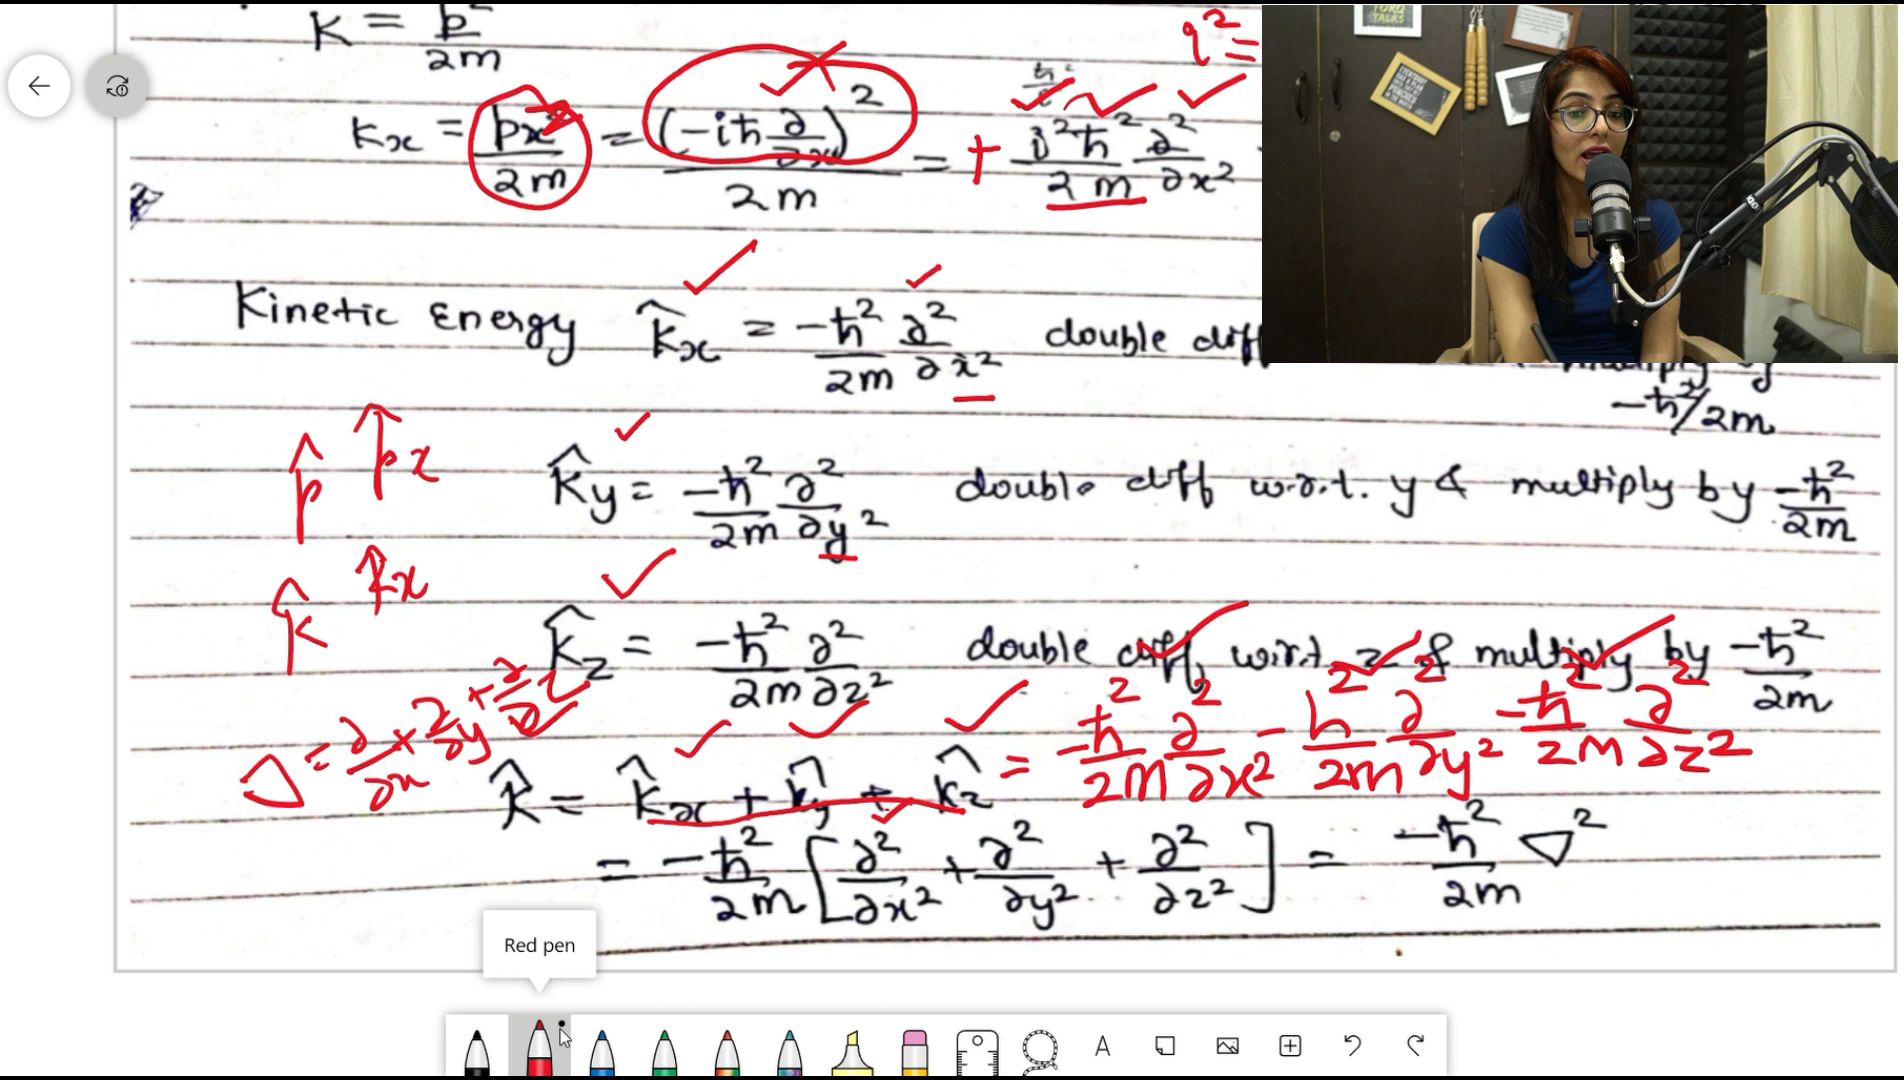 K = p²/2m
i² =
Kx = px²/2m = (-iħ ∂/∂x)²/2m = + i²ħ²/2m ∂²/∂x²
Kinetic Energy K̂x = -ħ²/2m ∂²/∂x² double diff
-ħ²/2m
p̂ p̂x
K̂y = -ħ²/2m ∂²/∂y² double diff w.r.t. y & multiply by -ħ²/2m
k̂ k̂x
K̂z = -ħ²/2m ∂²/∂z² double diff w.r.t z & multiply by -ħ²/2m
K̂ = K̂x + K̂y + K̂z = -ħ²/2m ∂²/∂x² - ħ²/2m ∂²/∂y² - ħ²/2m ∂²/∂z²
= -ħ²/2m [∂²/∂x² + ∂²/∂y² + ∂²/∂z²] = -ħ²/2m ∇²
Red pen
A